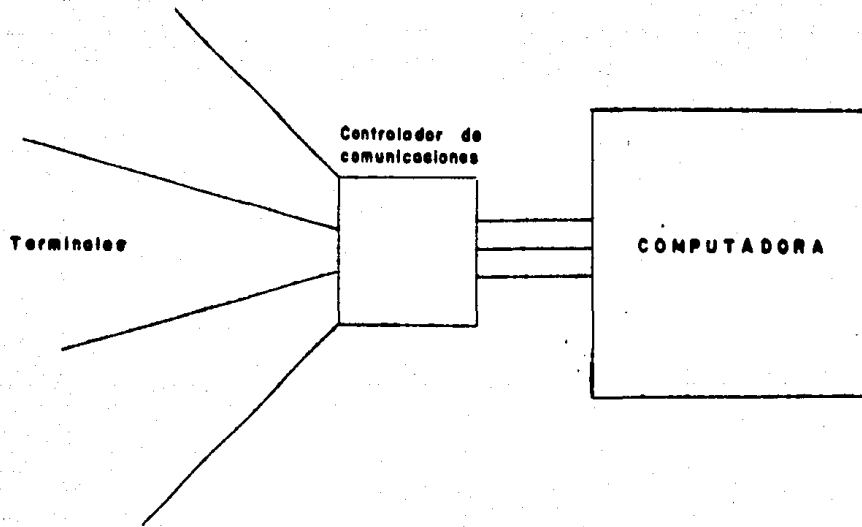 Controlador de
comunicaciones
Terminales
COMPUTADORA